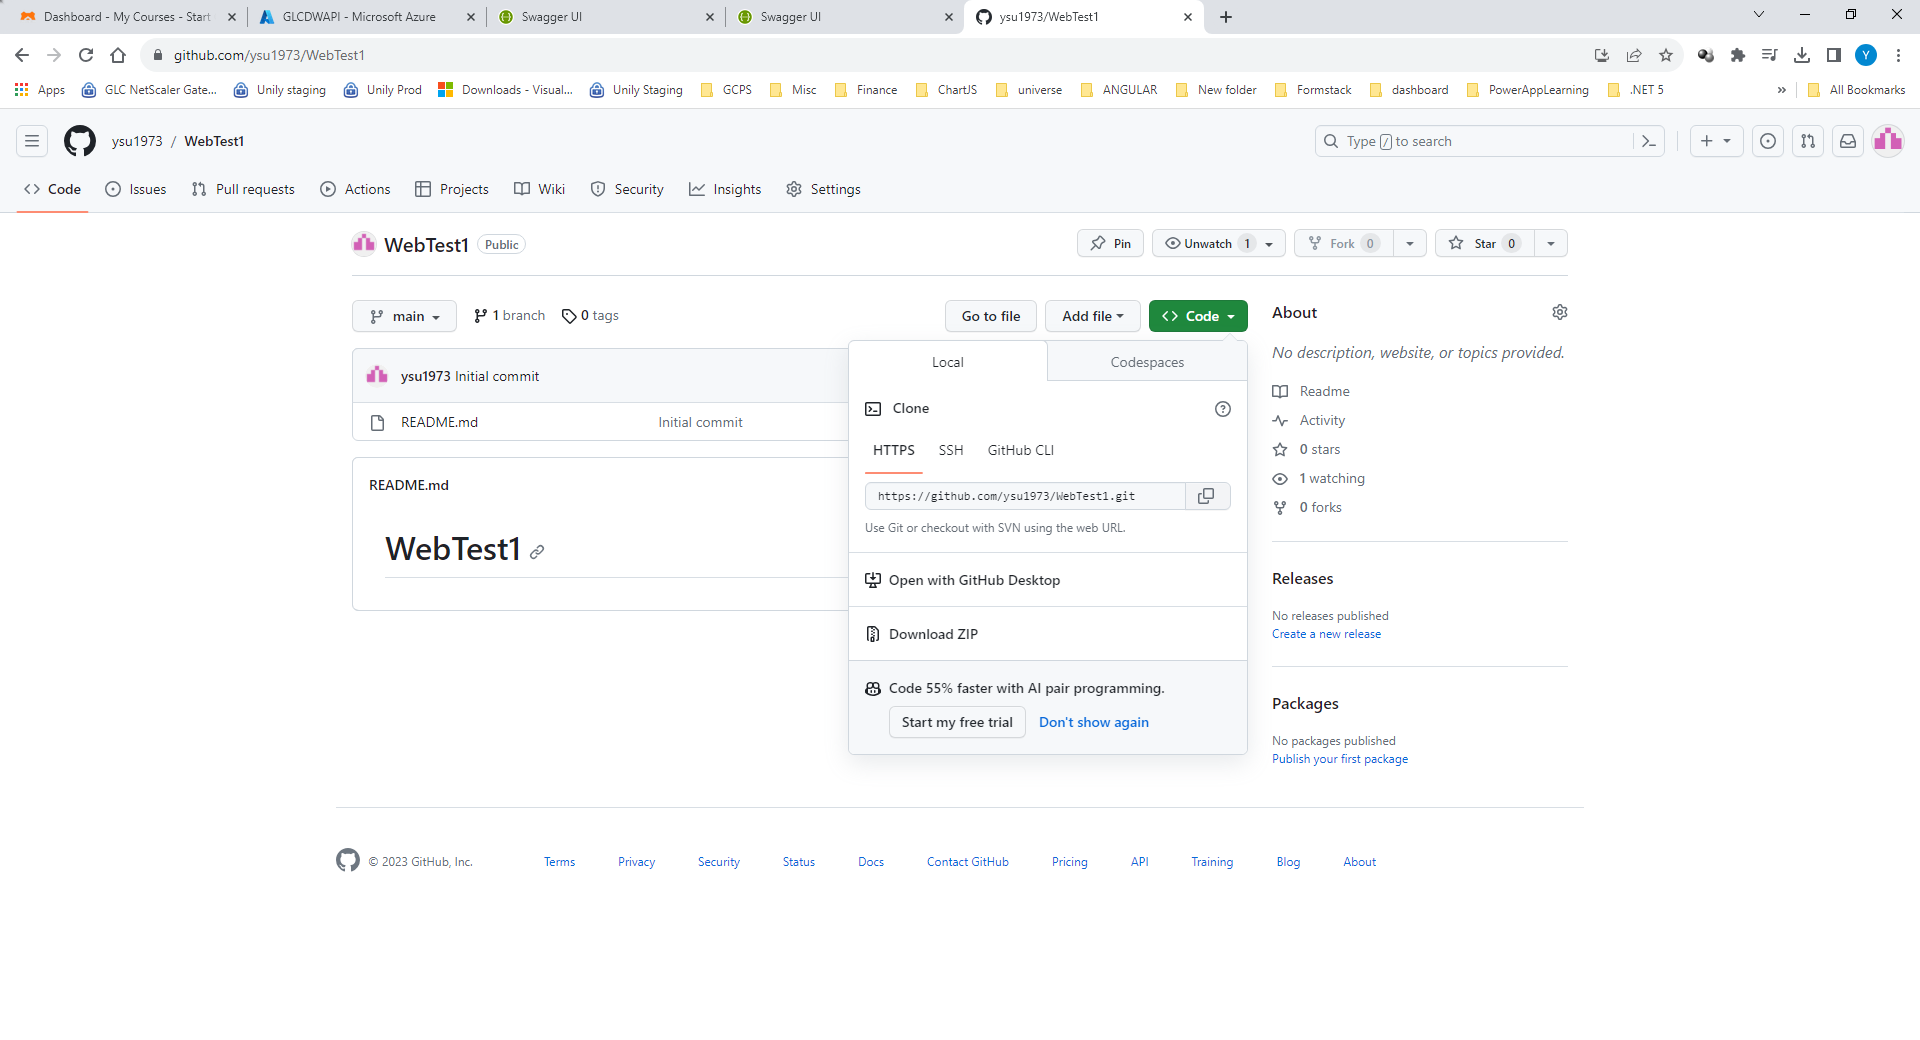 Dashboard - My Courses - Start
GLCDWAPI - Microsoft Azure
Swagger UI
Swagger UI
ysu1973/WebTest1
github.com/ysu1973/WebTest1
Y
Apps
GLC NetScaler Gate...
Unily staging
Unily Prod
Downloads - Visual...
Unily Staging
GCPS
Misc
Finance
ChartJS
universe
ANGULAR
New folder
Formstack
dashboard
PowerAppLearning
.NET 5
»
All Bookmarks
ysu1973 / WebTest1
Type / to search
Code
Issues
Pull requests
Actions
Projects
Wiki
Security
Insights
Settings
WebTest1 Public
Pin
Unwatch 1
Fork 0
Star 0
main
1 branch
0 tags
Go to file
Add file
Code
ysu1973 Initial commit
README.md Initial commit
README.md
WebTest1
Local
Codespaces
Clone
HTTPS
SSH
GitHub CLI
https://github.com/ysu1973/WebTest1.git
Use Git or checkout with SVN using the web URL.
Open with GitHub Desktop
Download ZIP
Code 55% faster with AI pair programming.
Start my free trial
Don't show again
About
No description, website, or topics provided.
Readme
Activity
0 stars
1 watching
0 forks
Releases
No releases published
Create a new release
Packages
No packages published
Publish your first package
© 2023 GitHub, Inc.
Terms
Privacy
Security
Status
Docs
Contact GitHub
Pricing
API
Training
Blog
About